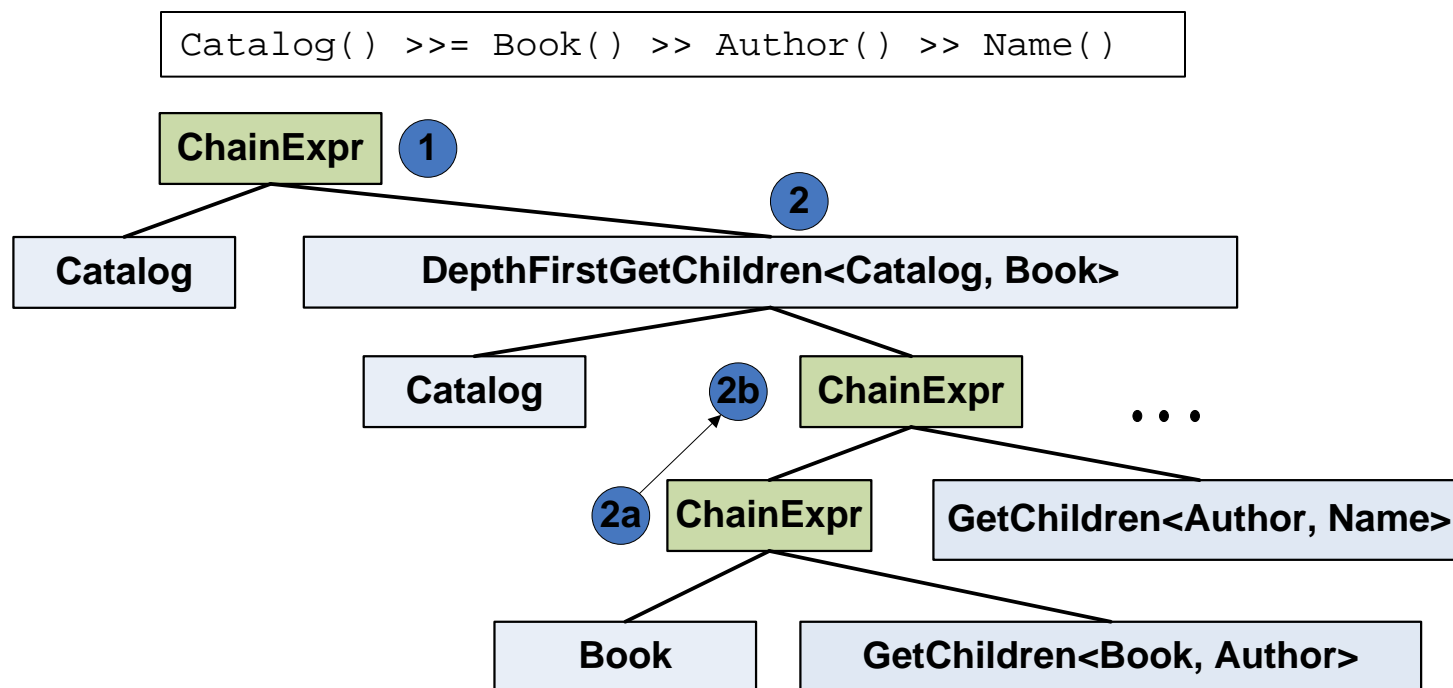 Catalog() >>= Book() >> Author() >> Name()
ChainExpr
1
2
Catalog
DepthFirstGetChildren<Catalog, Book>
Catalog
2b
ChainExpr
...
2a
ChainExpr
GetChildren<Author, Name>
Book
GetChildren<Book, Author>